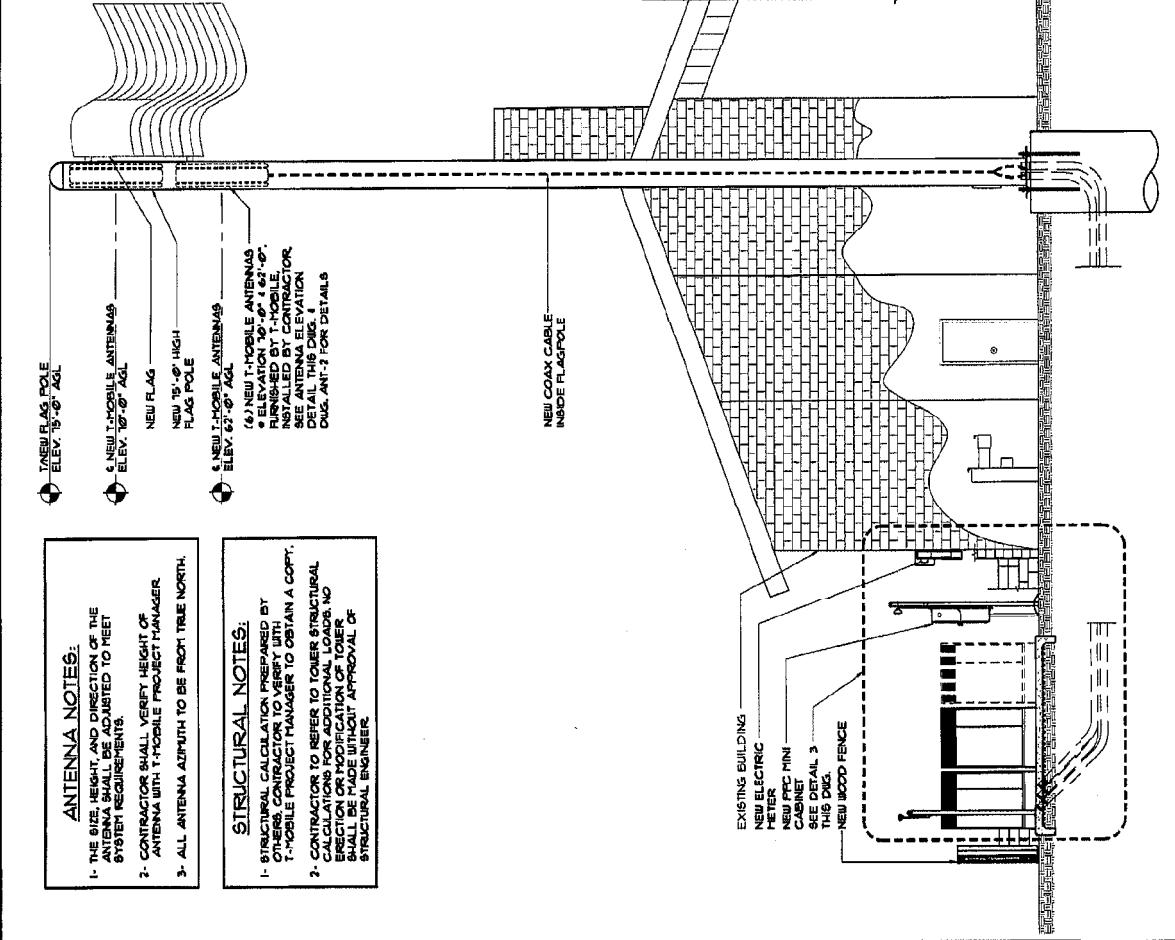 T/NEW FLAG POLE
ELEV. 75'-0" AGL
℄ NEW T-MOBILE ANTENNAS
ELEV. 70'-0" AGL
NEW FLAG
NEW 75'-0" HIGH
FLAG POLE
℄ NEW T-MOBILE ANTENNAS
ELEV. 62'-0" AGL
(6) NEW T-MOBILE ANTENNAS
@ ELEVATION 70'-0" & 62'-0".
FURNISHED BY T-MOBILE,
INSTALLED BY CONTRACTOR.
SEE ANTENNA ELEVATION
DETAIL THIS DWG. &
DWG. ANT-2 FOR DETAILS
NEW COAX CABLE
INSIDE FLAGPOLE
ANTENNA NOTES:
1- THE SIZE, HEIGHT, AND DIRECTION OF THE
ANTENNA SHALL BE ADJUSTED TO MEET
SYSTEM REQUIREMENTS.
2- CONTRACTOR SHALL VERIFY HEIGHT OF
ANTENNA WITH T-MOBILE PROJECT MANAGER.
3- ALL ANTENNA AZIMUTH TO BE FROM TRUE NORTH.
STRUCTURAL NOTES:
1- STRUCTURAL CALCULATION PREPARED BY
OTHERS. CONTRACTOR TO VERIFY WITH
T-MOBILE PROJECT MANAGER TO OBTAIN A COPY.
2- CONTRACTOR TO REFER TO TOWER STRUCTURAL
CALCULATIONS FOR ADDITIONAL LOADS. NO
ERECTION OR MODIFICATION OF TOWER
SHALL BE MADE WITHOUT APPROVAL OF
STRUCTURAL ENGINEER.
EXISTING BUILDING
NEW ELECTRIC
METER
NEW PPC MINI
CABINET
SEE DETAIL 3
THIS DWG.
NEW WOOD FENCE